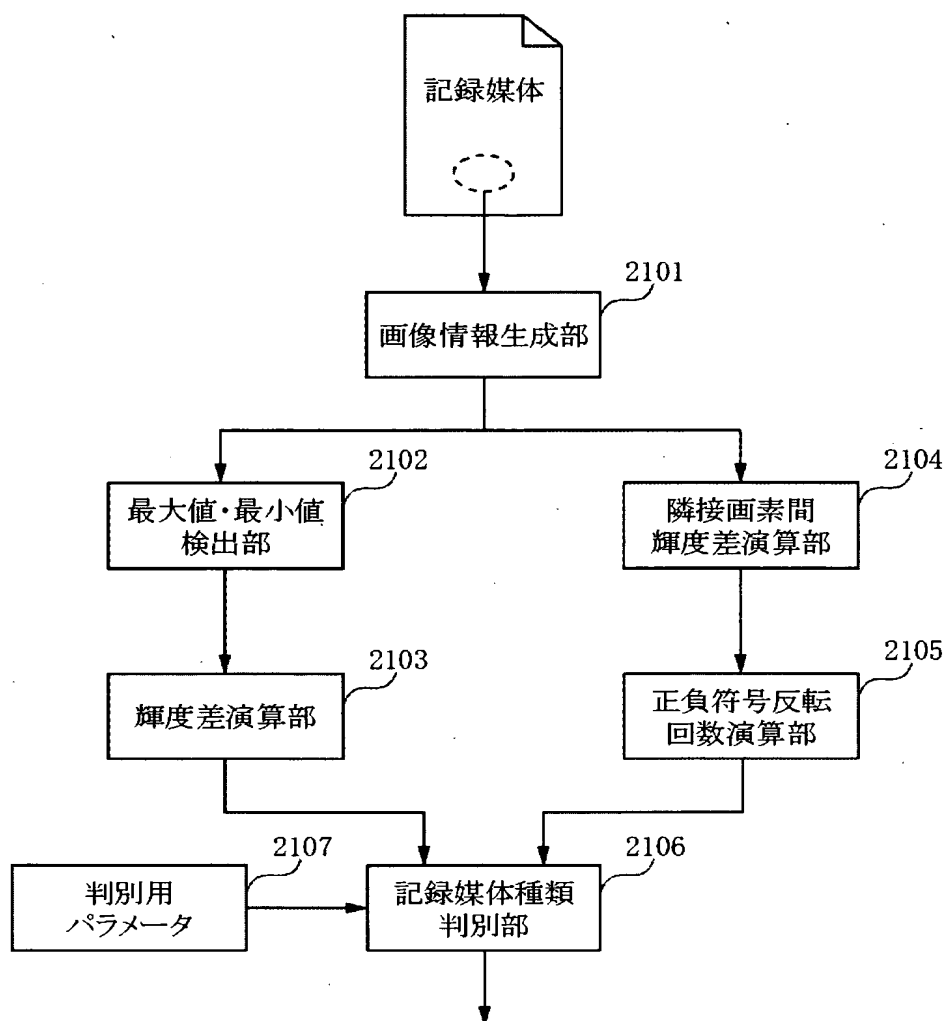 記録媒体
2101
画像情報生成部
2102
最大値・最小値
検出部
2104
隣接画素間
輝度差演算部
2103
輝度差演算部
2105
正負符号反転
回数演算部
2107
判別用
パラメータ
2106
記録媒体種類
判別部